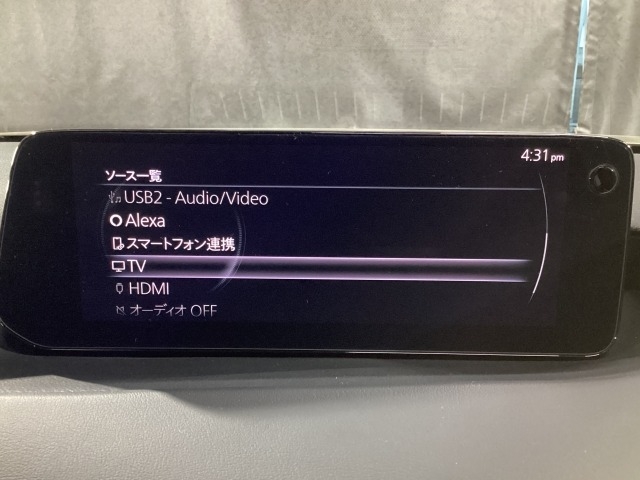 4:31 pm
ソース一覧
USB2 - Audio/Video
Alexa
スマートフォン連携
TV
HDMI
オーディオ OFF